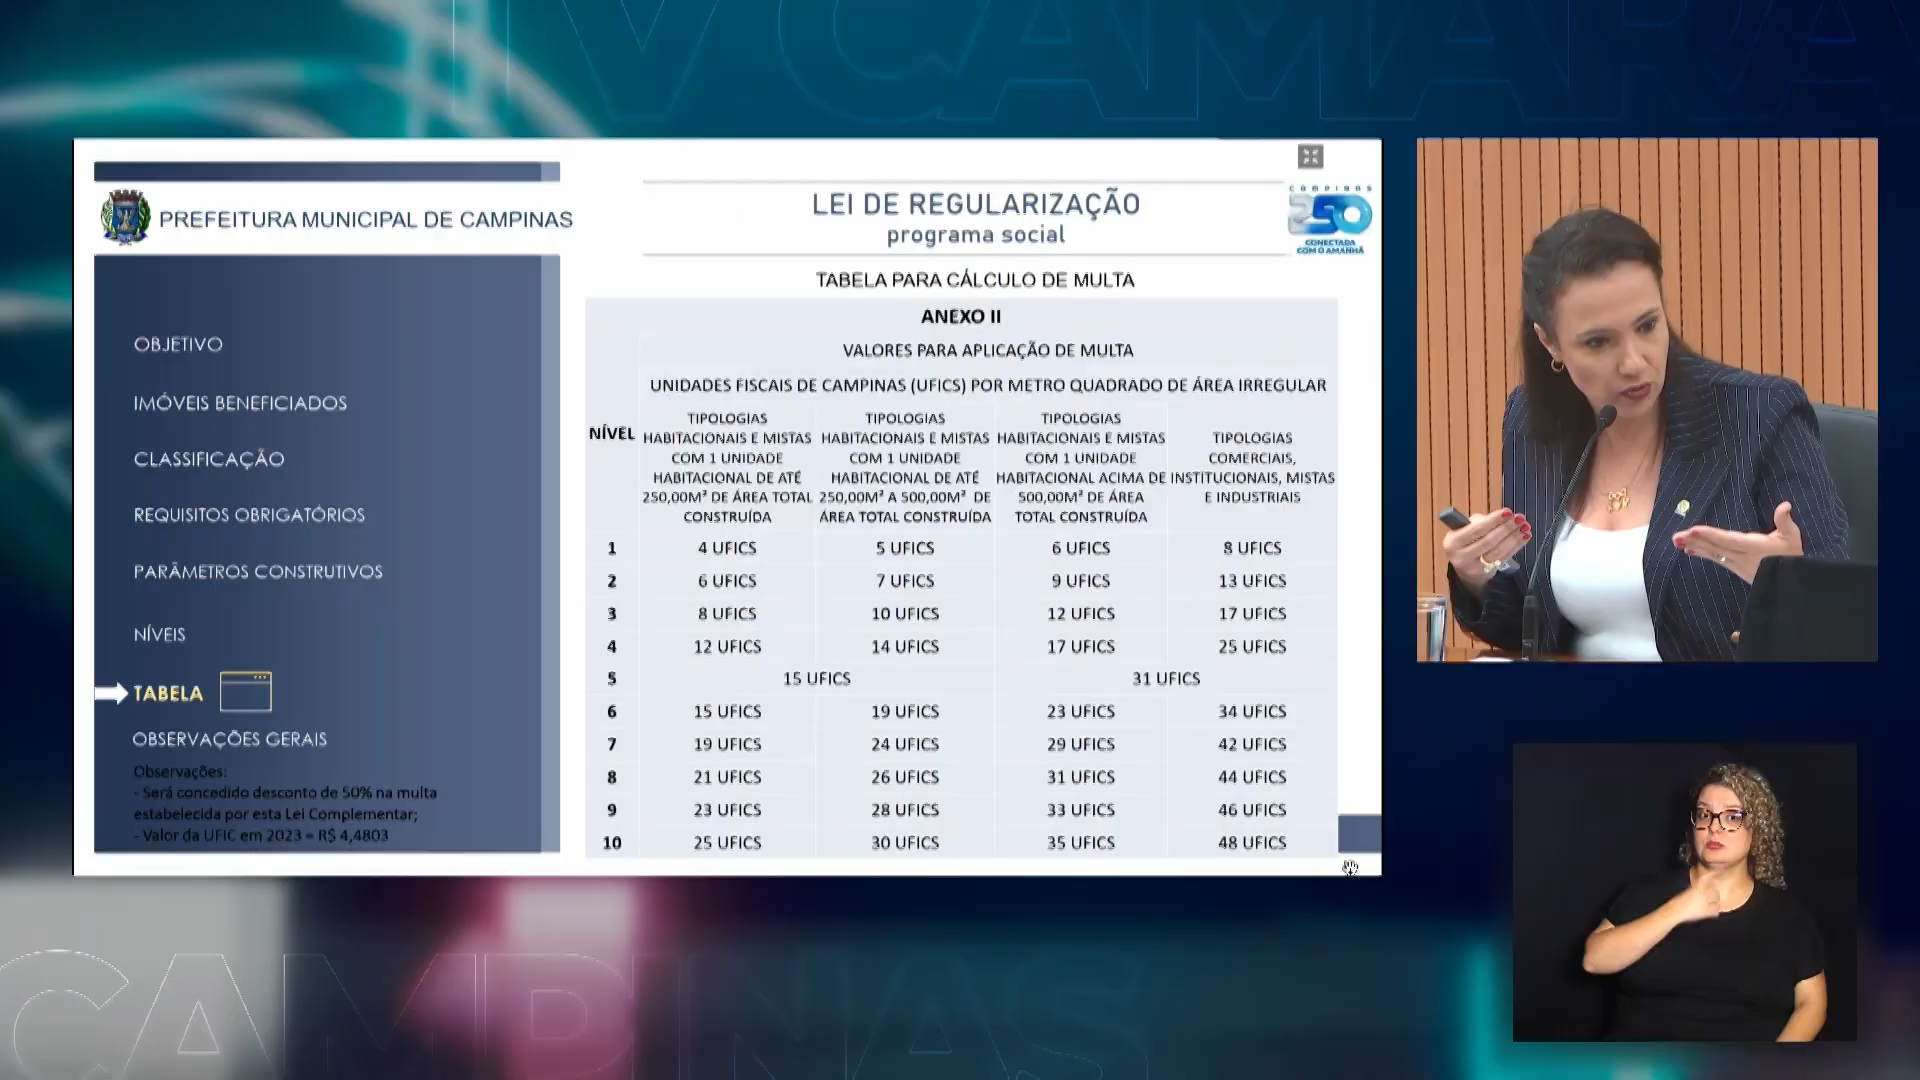 TV CAMARA
PREFEITURA MUNICIPAL DE CAMPINAS
LEI DE REGULARIZAÇÃO
programa social
CAMPINAS
250
CONECTADA
COM O AMANHÃ
OBJETIVO
IMÓVEIS BENEFICIADOS
CLASSIFICAÇÃO
REQUISITOS OBRIGATÓRIOS
PARÂMETROS CONSTRUTIVOS
NÍVEIS
TABELA
OBSERVAÇÕES GERAIS
Observações:
- Será concedido desconto de 50% na multa
estabelecida por esta Lei Complementar;
- Valor da UFIC em 2023 = R$ 4,4803
TABELA PARA CÁLCULO DE MULTA
ANEXO II
VALORES PARA APLICAÇÃO DE MULTA
UNIDADES FISCAIS DE CAMPINAS (UFICS) POR METRO QUADRADO DE ÁREA IRREGULAR
NÍVEL
TIPOLOGIAS
HABITACIONAIS E MISTAS
COM 1 UNIDADE
HABITACIONAL DE ATÉ
250,00M² DE ÁREA TOTAL
CONSTRUÍDA
TIPOLOGIAS
HABITACIONAIS E MISTAS
COM 1 UNIDADE
HABITACIONAL DE ATÉ
250,00M² A 500,00M² DE
ÁREA TOTAL CONSTRUÍDA
TIPOLOGIAS
HABITACIONAIS E MISTAS
COM 1 UNIDADE
HABITACIONAL ACIMA DE
500,00M² DE ÁREA
TOTAL CONSTRUÍDA
TIPOLOGIAS
COMERCIAIS,
INSTITUCIONAIS, MISTAS
E INDUSTRIAIS
1 4 UFICS 5 UFICS 6 UFICS 8 UFICS
2 6 UFICS 7 UFICS 9 UFICS 13 UFICS
3 8 UFICS 10 UFICS 12 UFICS 17 UFICS
4 12 UFICS 14 UFICS 17 UFICS 25 UFICS
5 15 UFICS 31 UFICS
6 15 UFICS 19 UFICS 23 UFICS 34 UFICS
7 19 UFICS 24 UFICS 29 UFICS 42 UFICS
8 21 UFICS 26 UFICS 31 UFICS 44 UFICS
9 23 UFICS 28 UFICS 33 UFICS 46 UFICS
10 25 UFICS 30 UFICS 35 UFICS 48 UFICS
CAMPINAS